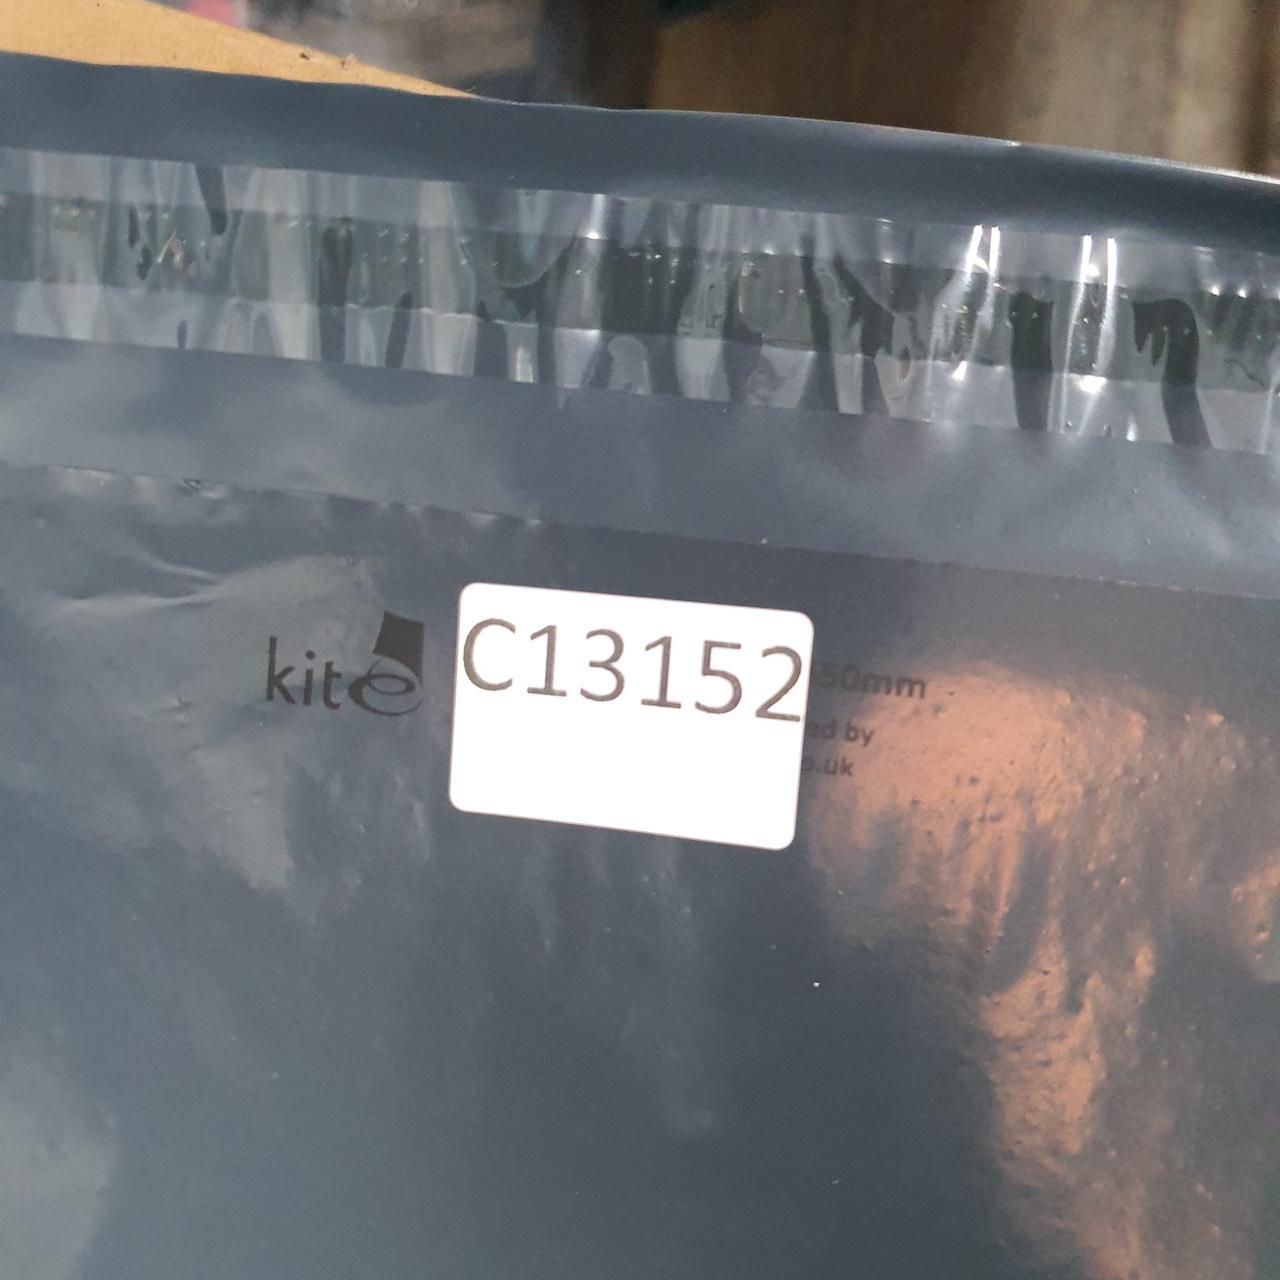 kite
C13152
50mm
ed by
.uk